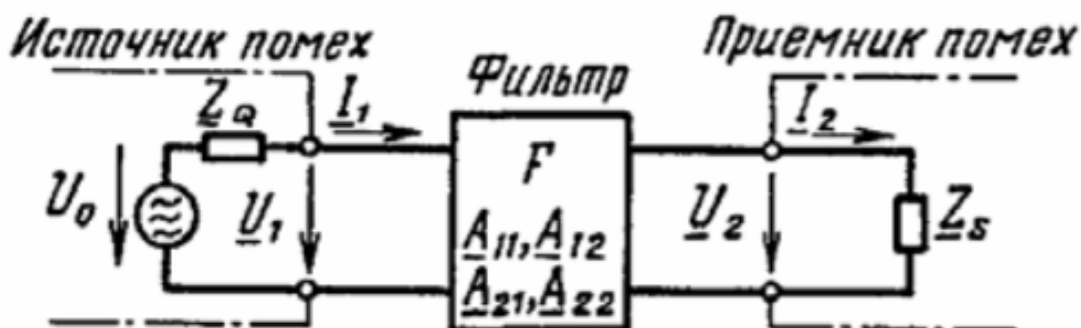 Источник помех
Приемник помех
Фильтр
Z_Q
I_1
I_2
F
U_0
U_1
U_2
Z_s
A_11, A_12
A_21, A_22